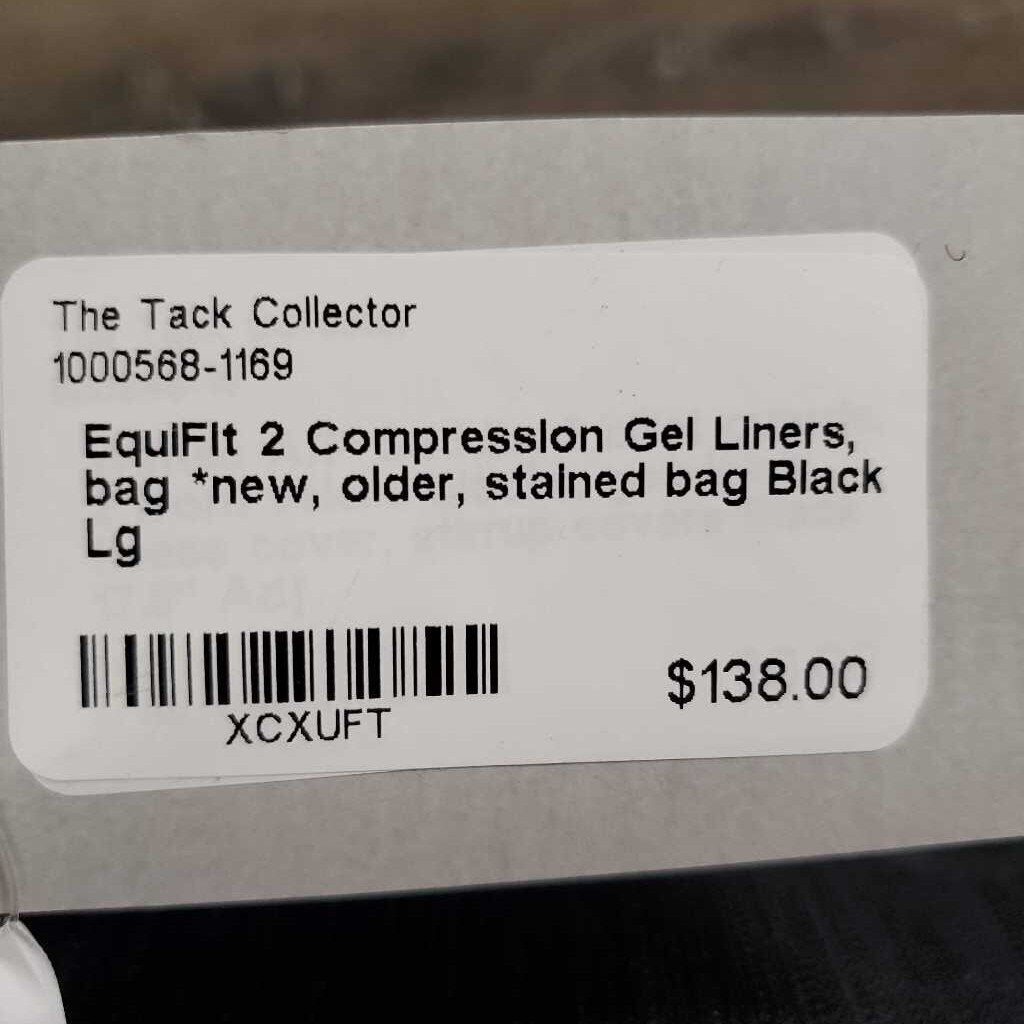 The Tack Collector
1000568-1169
EquiFit 2 Compression Gel Liners,
bag *new, older, stained bag Black
Lg
XCXUFT
$138.00